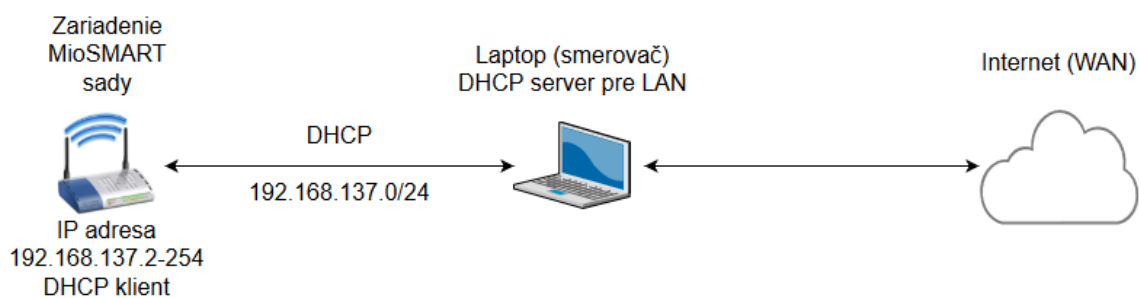 Zariadenie
MioSMART
sady
Laptop (smerovač)
DHCP server pre LAN
Internet (WAN)
DHCP
192.168.137.0/24
IP adresa
192.168.137.2-254
DHCP klient